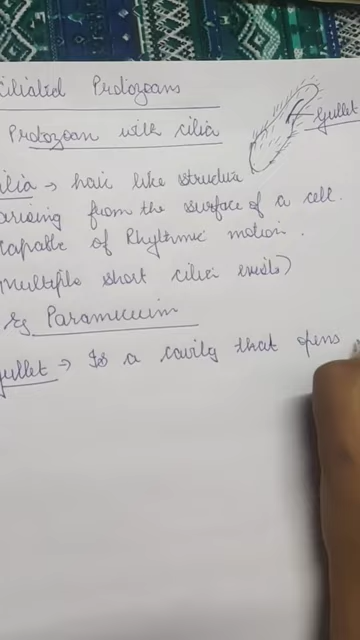 Ciliated Protozoans
Protozoan with cilia
Gullet
Cilia → hair like structure
arising from the surface of a cell.
Capable of Rhythmic motion.
(Multiple short cilia exists)
Eg Paramecium
Gullet → Is a cavity that opens